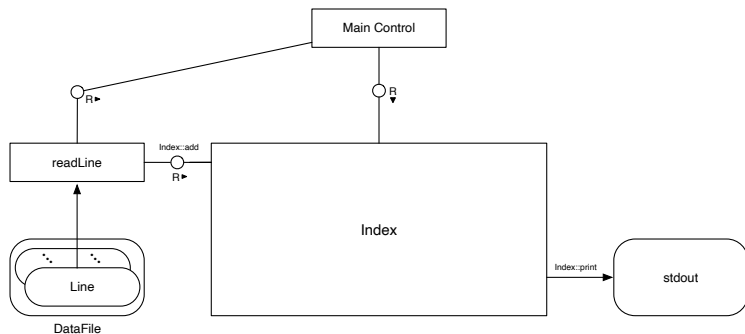 Main Control
R
R
Index::add
readLine
R
Index
Index::print
stdout
Line
DataFile